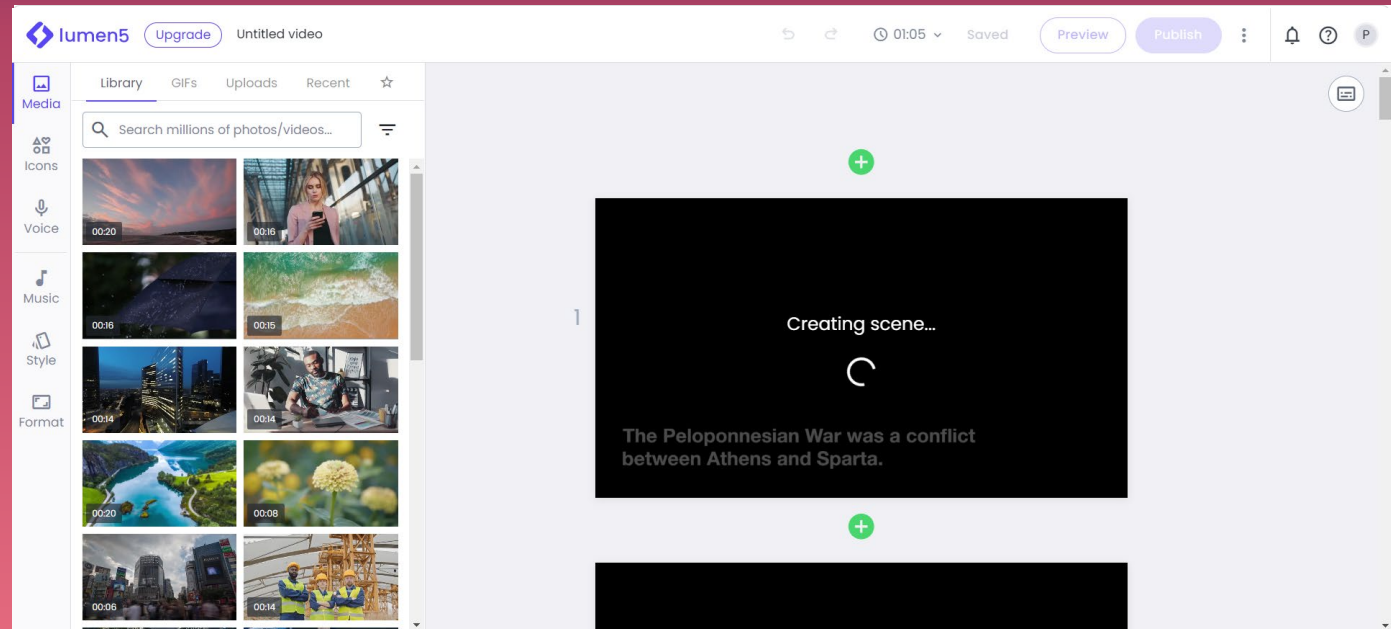 lumen5 Upgrade Untitled video 01:05 Saved Preview Publish P
Media
Icons
Voice
Music
Style
Format
Library GIFs Uploads Recent
Search millions of photos/videos...
00:20 00:16
00:16 00:15
00:14 00:14
00:20 00:08
00:06 00:14
1
Creating scene...
The Peloponnesian War was a conflict
between Athens and Sparta.